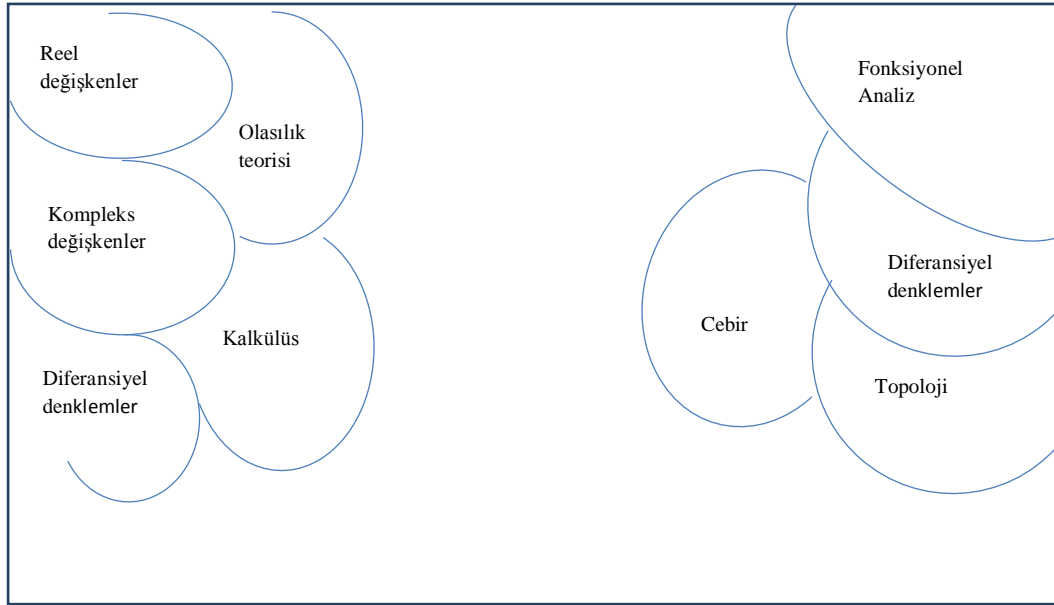 Reel
değişkenler
Olasılık
teorisi
Kompleks
değişkenler
Kalkülüs
Diferansiyel
denklemler
Fonksiyonel
Analiz
Diferansiyel
denklemler
Cebir
Topoloji